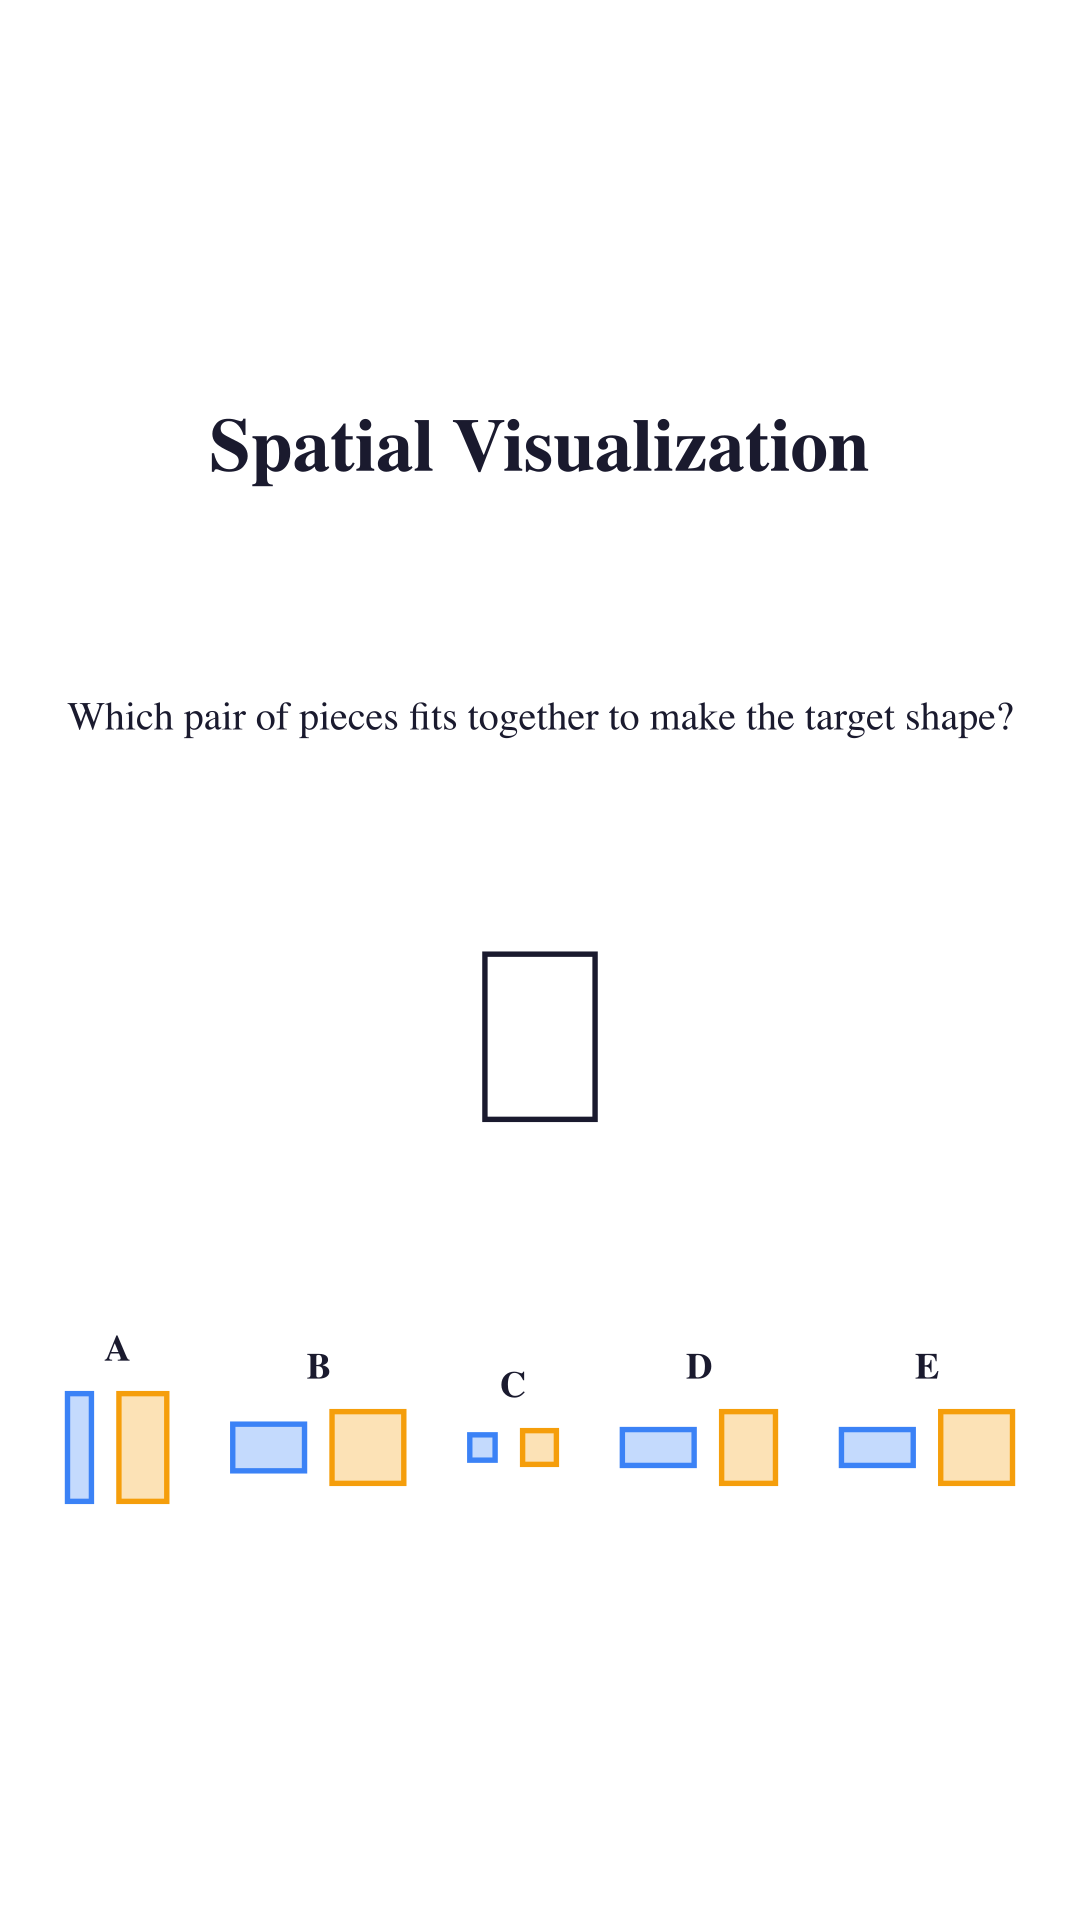 Spatial Visualization
Which pair of pieces fits together to make the target shape?
A
B
C
D
E